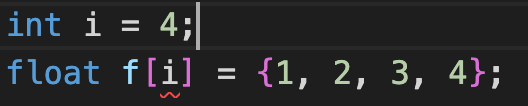 int i = 4;
float f[i] = {1, 2, 3, 4};